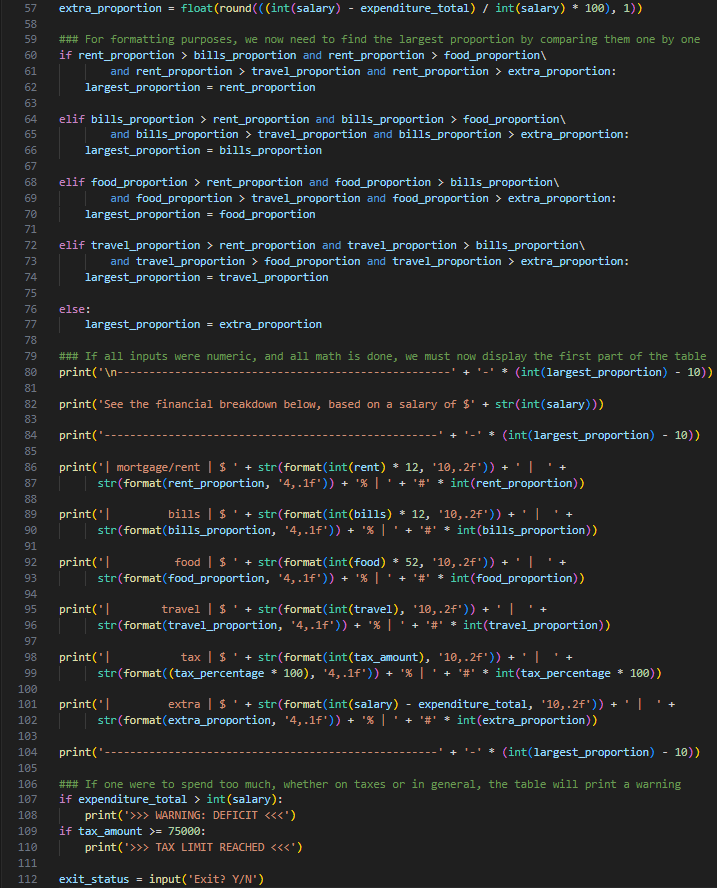 57 extra_proportion = float(round(((int(salary) - expenditure_total) / int(salary) * 100), 1))
58
59 ### For formatting purposes, we now need to find the largest proportion by comparing them one by one
60 if rent_proportion > bills_proportion and rent_proportion > food_proportion\
61         and rent_proportion > travel_proportion and rent_proportion > extra_proportion:
62     largest_proportion = rent_proportion
63
64 elif bills_proportion > rent_proportion and bills_proportion > food_proportion\
65         and bills_proportion > travel_proportion and bills_proportion > extra_proportion:
66     largest_proportion = bills_proportion
67
68 elif food_proportion > rent_proportion and food_proportion > bills_proportion\
69         and food_proportion > travel_proportion and food_proportion > extra_proportion:
70     largest_proportion = food_proportion
71
72 elif travel_proportion > rent_proportion and travel_proportion > bills_proportion\
73         and travel_proportion > food_proportion and travel_proportion > extra_proportion:
74     largest_proportion = travel_proportion
75
76 else:
77     largest_proportion = extra_proportion
78
79 ### If all inputs were numeric, and all math is done, we must now display the first part of the table
80 print('\n---------------------------------------------------' + '-' * (int(largest_proportion) - 10))
81
82 print('See the financial breakdown below, based on a salary of $' + str(int(salary)))
83
84 print('---------------------------------------------------' + '-' * (int(largest_proportion) - 10))
85
86 print('| mortgage/rent | $ ' + str(format(int(rent) * 12, '10,.2f')) + ' |  ' +
87       str(format(rent_proportion, '4,.1f')) + '% | ' + '#' * int(rent_proportion))
88
89 print('|         bills | $ ' + str(format(int(bills) * 12, '10,.2f')) + ' |  ' +
90       str(format(bills_proportion, '4,.1f')) + '% | ' + '#' * int(bills_proportion))
91
92 print('|          food | $ ' + str(format(int(food) * 52, '10,.2f')) + ' |  ' +
93       str(format(food_proportion, '4,.1f')) + '% | ' + '#' * int(food_proportion))
94
95 print('|        travel | $ ' + str(format(int(travel), '10,.2f')) + ' |  ' +
96       str(format(travel_proportion, '4,.1f')) + '% | ' + '#' * int(travel_proportion))
97
98 print('|           tax | $ ' + str(format(int(tax_amount), '10,.2f')) + ' |  ' +
99       str(format((tax_percentage * 100), '4,.1f')) + '% | ' + '#' * int(tax_percentage * 100))
100
101 print('|         extra | $ ' + str(format(int(salary) - expenditure_total, '10,.2f')) + ' |  ' +
102       str(format(extra_proportion, '4,.1f')) + '% | ' + '#' * int(extra_proportion))
103
104 print('---------------------------------------------------' + '-' * (int(largest_proportion) - 10))
105
106 ### If one were to spend too much, whether on taxes or in general, the table will print a warning
107 if expenditure_total > int(salary):
108     print('>>> WARNING: DEFICIT <<<')
109 if tax_amount >= 75000:
110     print('>>> TAX LIMIT REACHED <<<')
111
112 exit_status = input('Exit? Y/N')